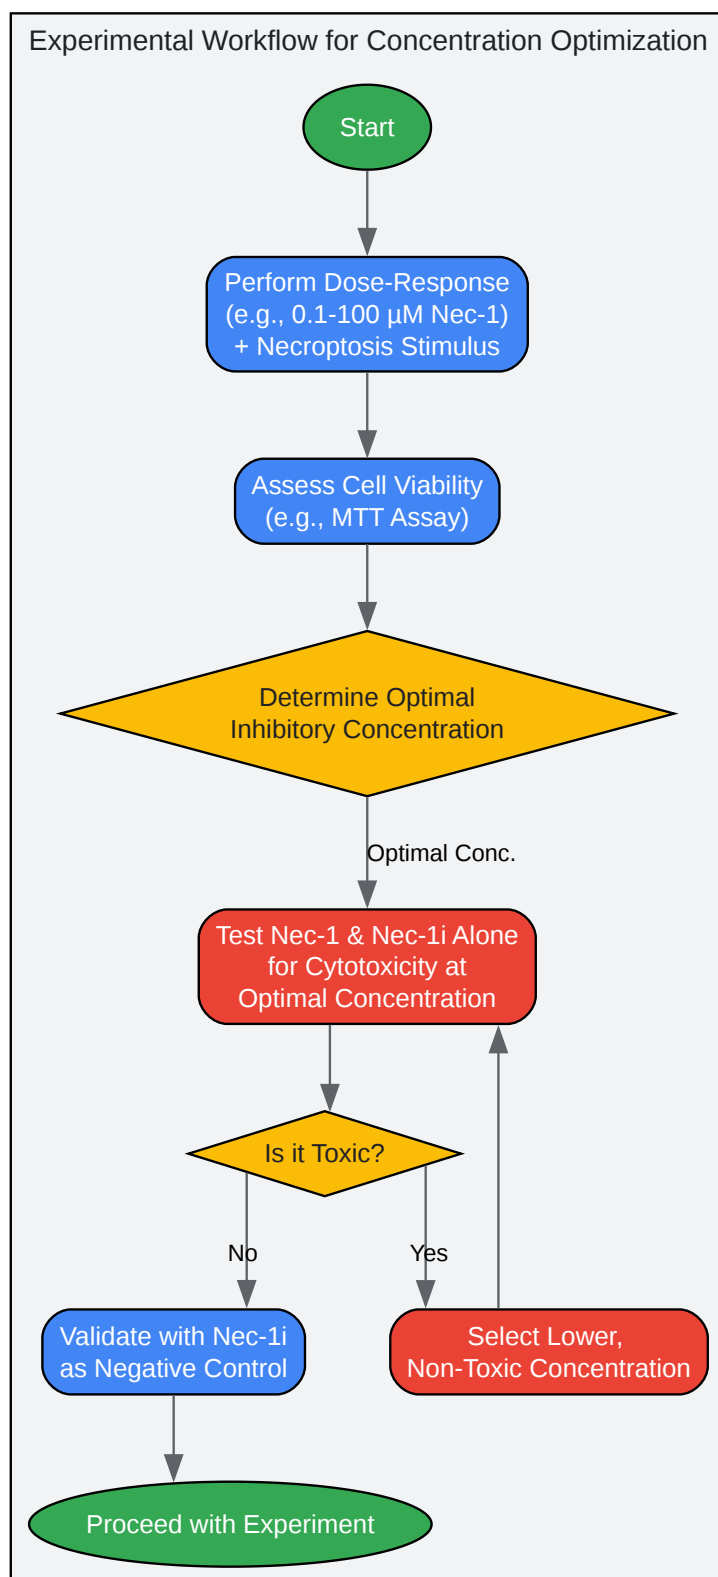 Experimental Workflow for Concentration Optimization
Start
Perform Dose-Response
(e.g., 0.1-100 µM Nec-1)
+ Necroptosis Stimulus
Assess Cell Viability
(e.g., MTT Assay)
Determine Optimal
Inhibitory Concentration
Optimal Conc.
Test Nec-1 & Nec-1i Alone
for Cytotoxicity at
Optimal Concentration
Is it Toxic?
No
Yes
Validate with Nec-1i
as Negative Control
Select Lower,
Non-Toxic Concentration
Proceed with Experiment